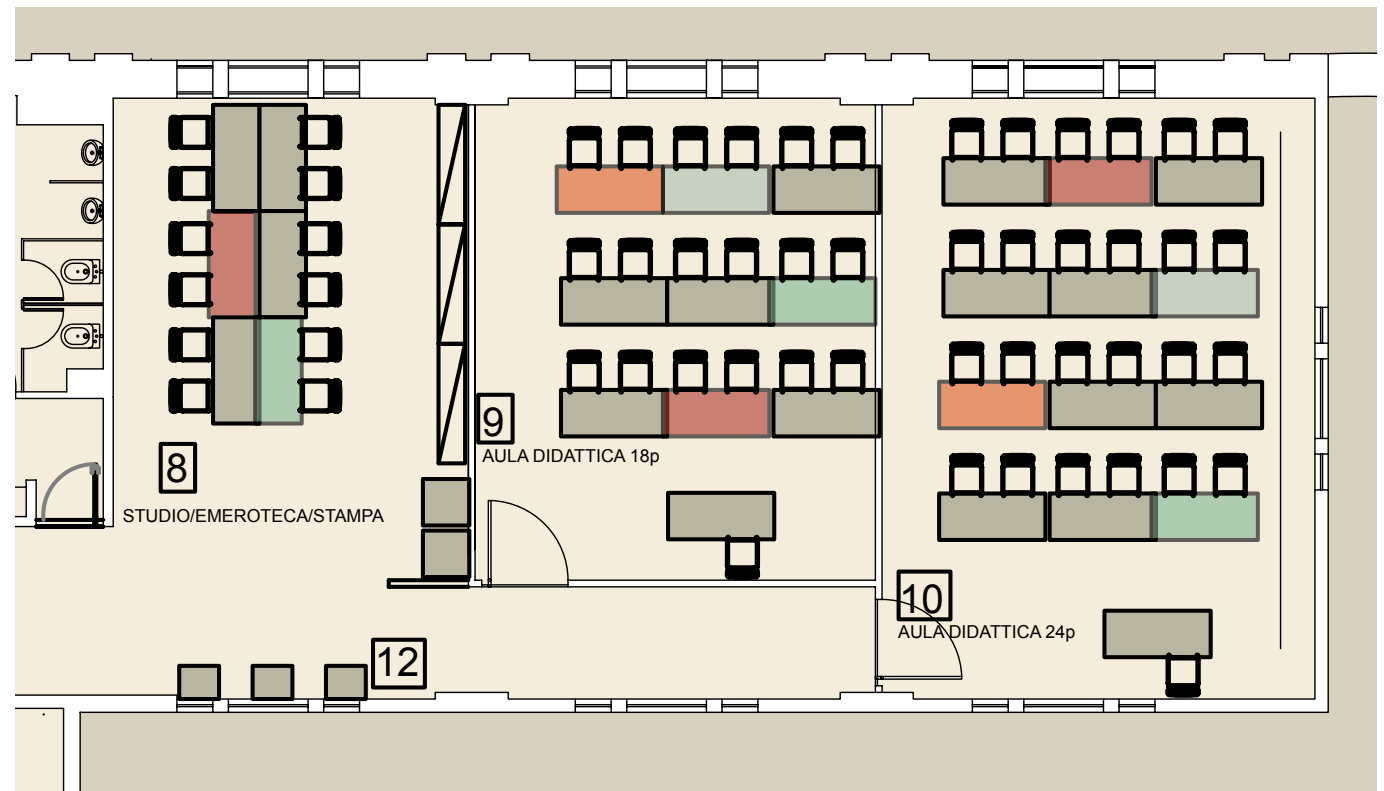 8
STUDIO/EMEROTECA/STAMPA
9
AULA DIDATTICA 18p
10
AULA DIDATTICA 24p
12